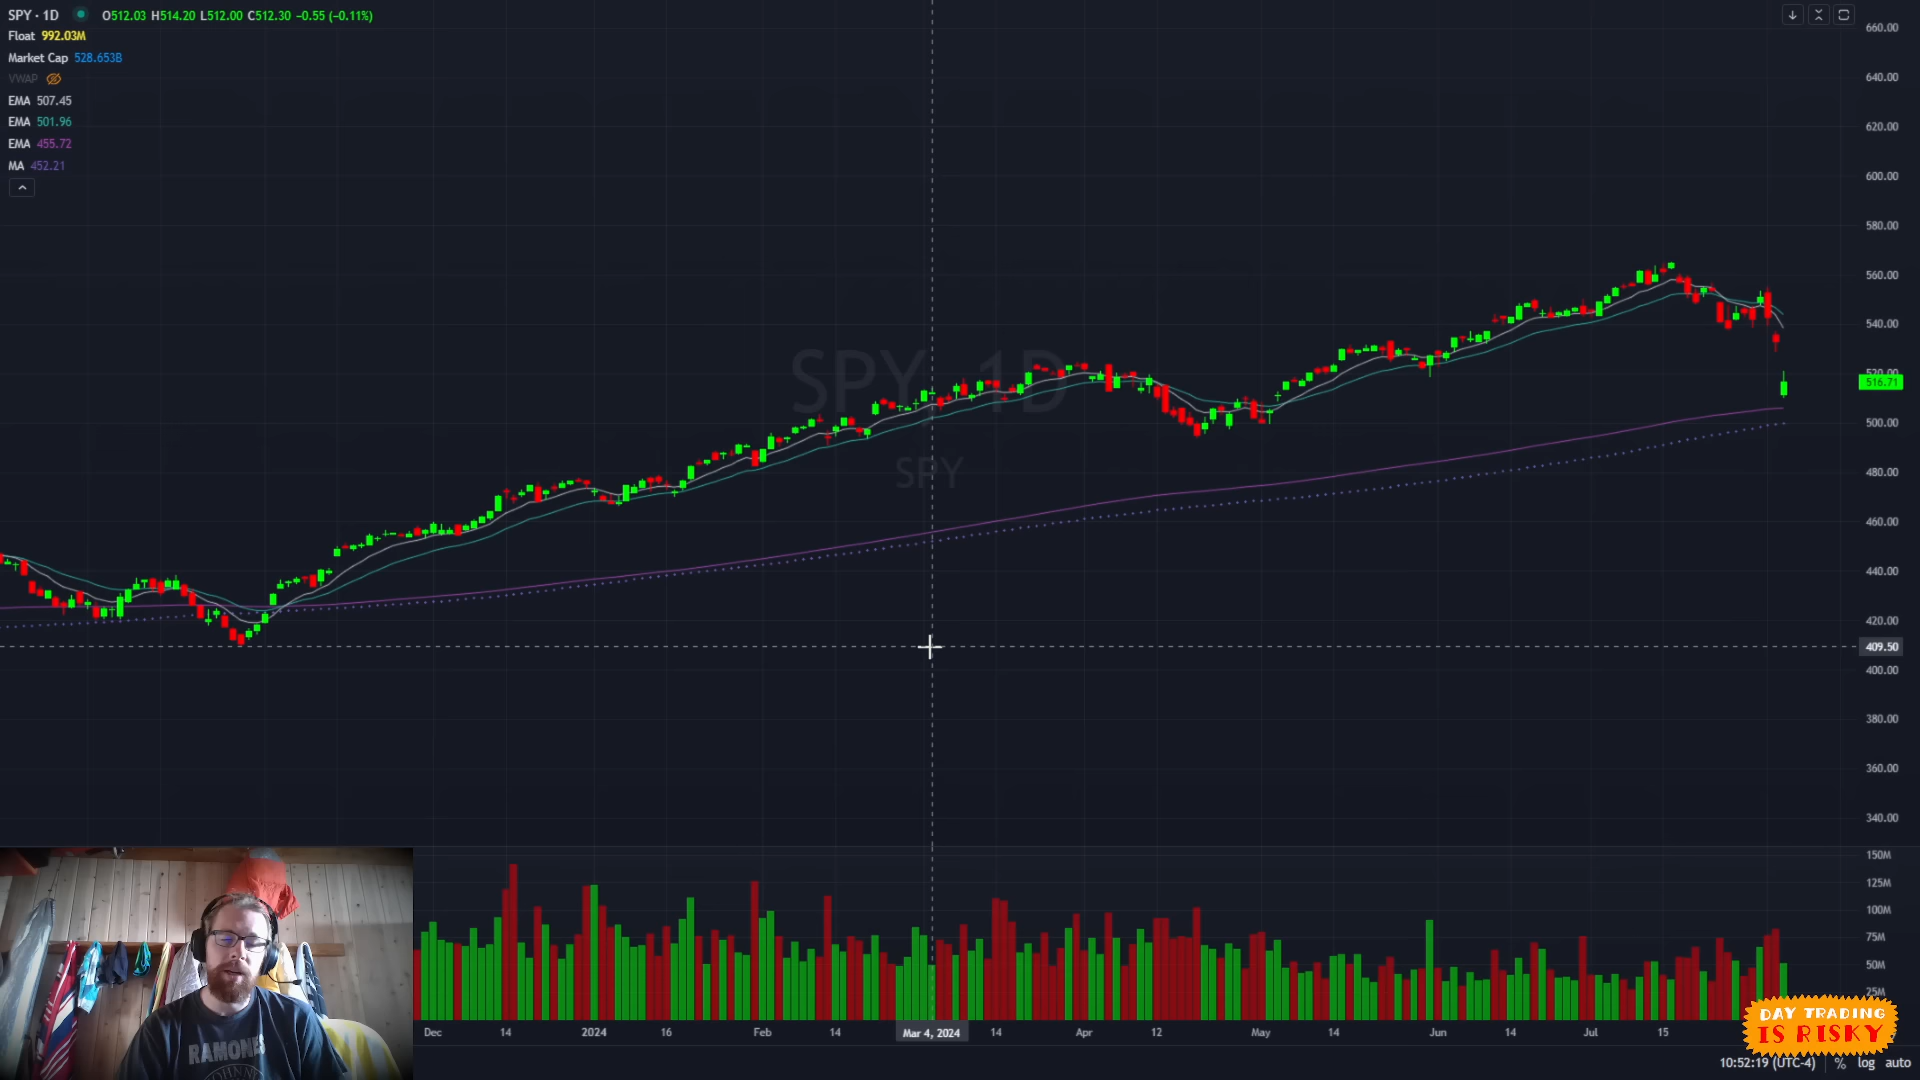 SPY · 1D O512.03 H514.20 L512.00 C512.30 −0.55 (−0.11%)
Float 992.03M
Market Cap 528.653B
VWAP
EMA 507.45
EMA 501.96
EMA 455.72
MA 452.21
SPY, 1D
SPY
660.00
640.00
620.00
600.00
580.00
560.00
540.00
520.00
516.71
500.00
480.00
460.00
440.00
420.00
409.50
400.00
380.00
360.00
340.00
150M
125M
100M
75M
50M
25M
RAMONES
JOHNNY
Dec 14 2024 16 Feb 14 Mar 4, 2024 14 Apr 12 May 14 Jun 14 Jul 15
DAY TRADING
IS RISKY
10:52:19 (UTC-4) % log auto